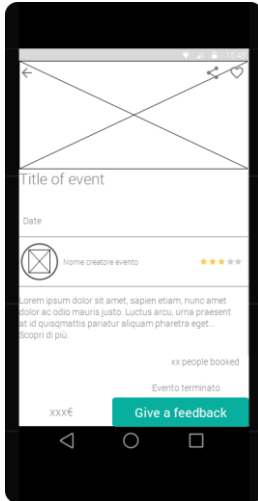 15:45
Title of event
Date
Nome creatore evento
Lorem ipsum dolor sit amet, sapien etiam, nunc amet
dolor ac odio mauris justo. Luctus arcu, urna praesent
at id quisqmattis pariatur aliquam pharetra eget...
Scopri di più.
xx people booked
Evento terminato
xxx€
Give a feedback